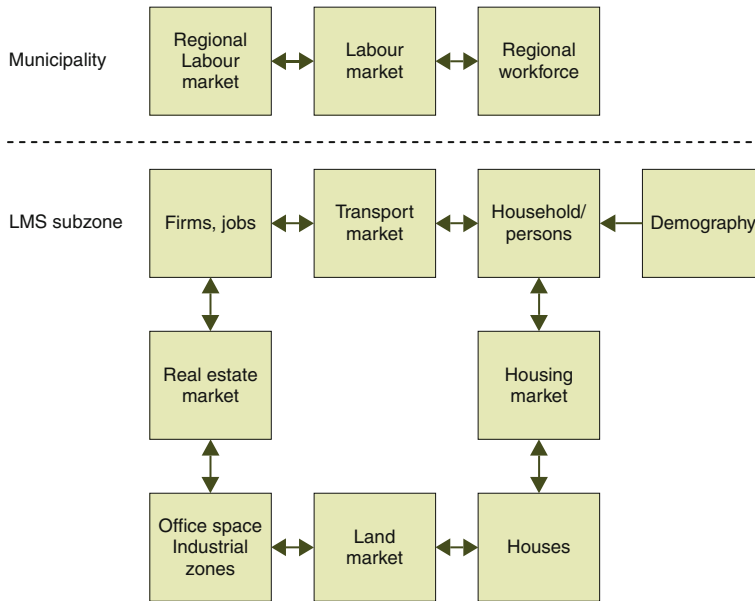 Municipality
Regional
Labour
market
Labour
market
Regional
workforce
LMS subzone
Firms, jobs
Transport
market
Household/
persons
Demography
Real estate
market
Housing
market
Office space
Industrial
zones
Land
market
Houses